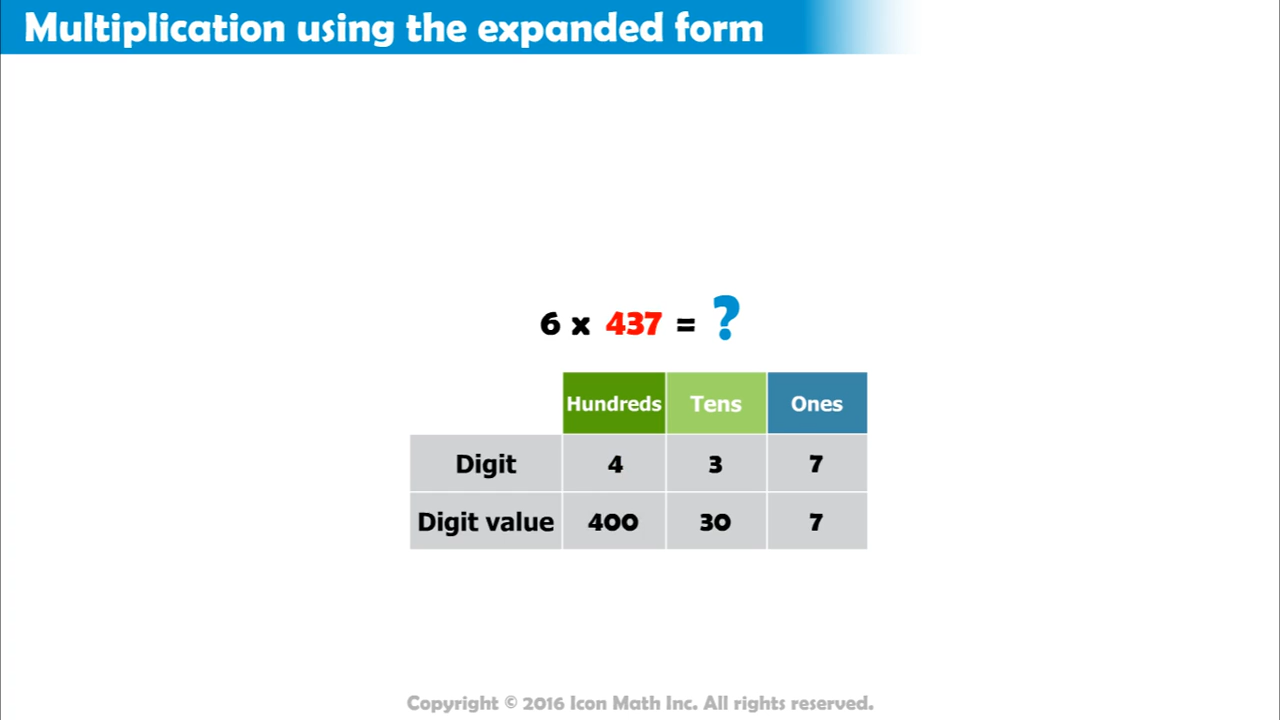 Multiplication using the expanded form
6 x 437 = ?
Hundreds Tens Ones
Digit 4 3 7
Digit value 400 30 7
Copyright © 2016 Icon Math Inc. All rights reserved.